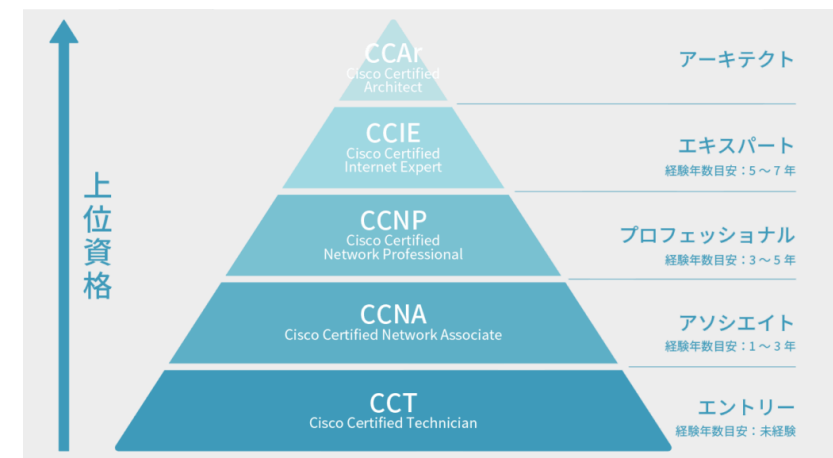 上位資格
CCAr
Cisco Certified
Architect
アーキテクト
CCIE
Cisco Certified
Internet Expert
エキスパート
経験年数目安：5～7年
CCNP
Cisco Certified
Network Professional
プロフェッショナル
経験年数目安：3～5年
CCNA
Cisco Certified Network Associate
アソシエイト
経験年数目安：1～3年
CCT
Cisco Certified Technician
エントリー
経験年数目安：未経験